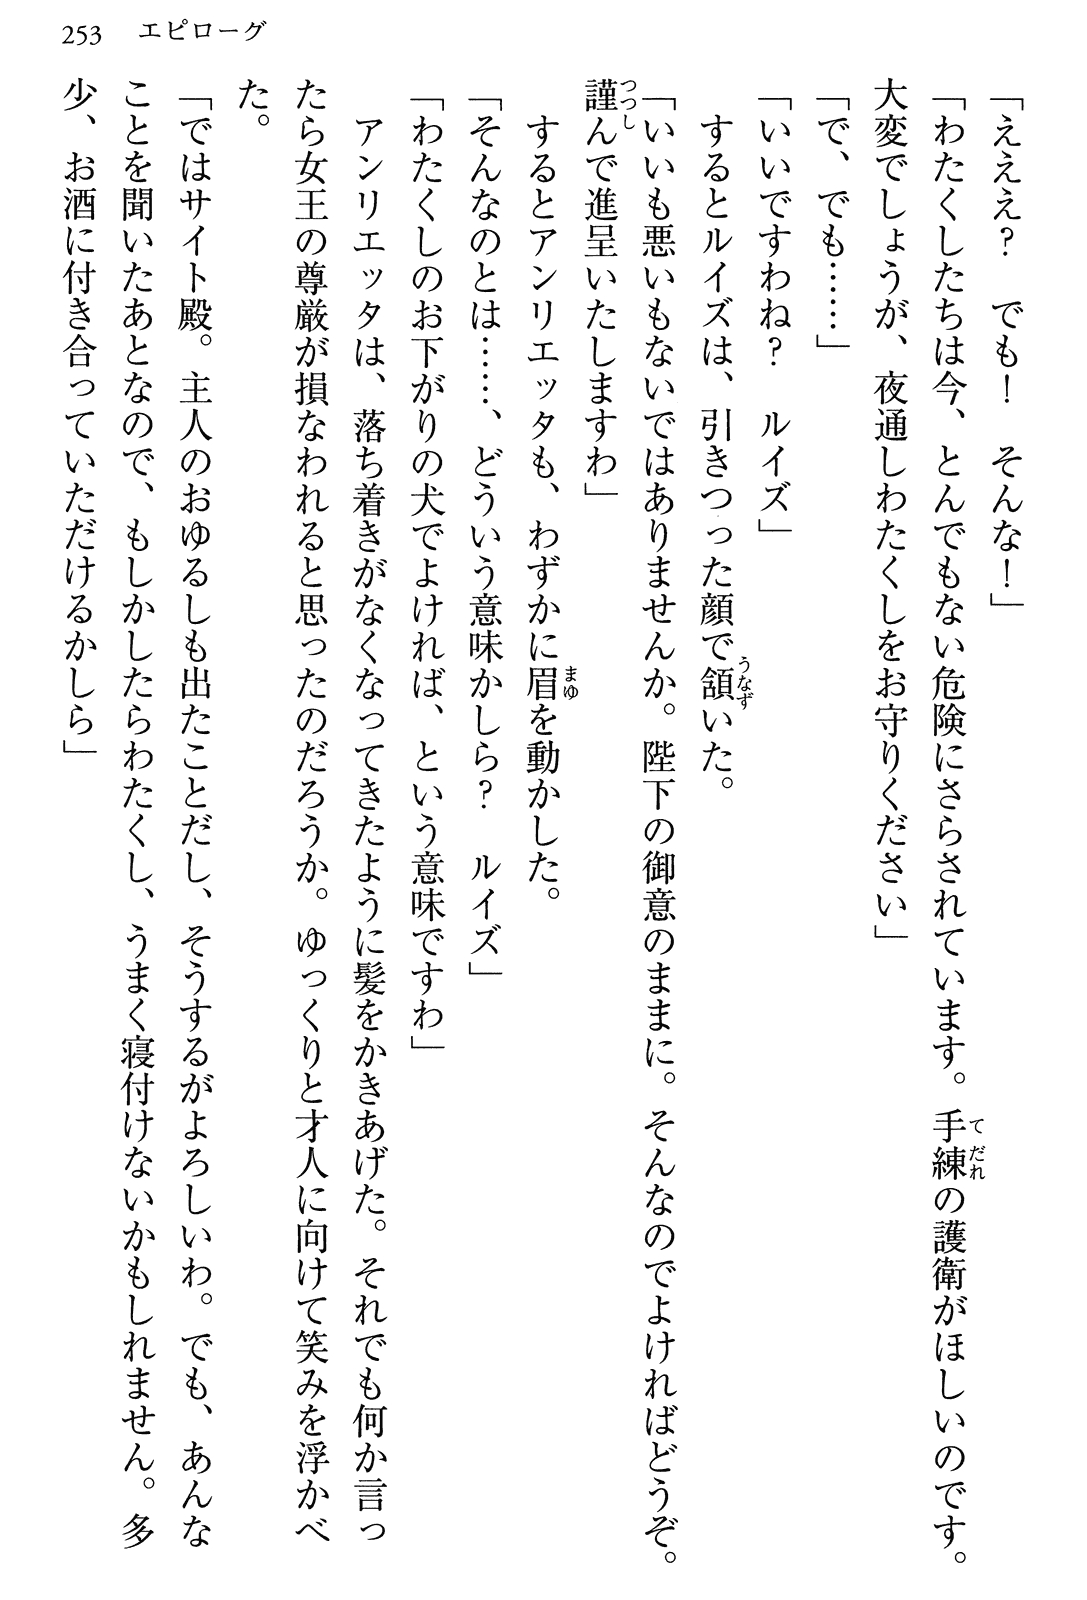 253　エピローグ
「えええ？　でも！　そんな！」
「わたくしたちは今、とんでもない危険にさらされています。手練の護衛がほしいのです。
大変でしょうが、夜通しわたくしをお守りください」
「で、でも……」
「いいですわね？　ルイズ」
　するとルイズは、引きつった顔で頷いた。
「いいも悪いもないではありませんか。陛下の御意のままに。そんなのでよければどうぞ。
謹んで進呈いたしますわ」
　するとアンリエッタも、わずかに眉を動かした。
「そんなのとは……、どういう意味かしら？　ルイズ」
「わたくしのお下がりの犬でよければ、という意味ですわ」
　アンリエッタは、落ち着きがなくなってきたように髪をかきあげた。それでも何か言っ
たら女王の尊厳が損なわれると思ったのだろうか。ゆっくりと才人に向けて笑みを浮かべ
た。
「ではサイト殿。主人のおゆるしも出たことだし、そうするがよろしいわ。でも、あんな
ことを聞いたあとなので、もしかしたらわたくし、うまく寝付けないかもしれません。多
少、お酒に付き合っていただけるかしら」